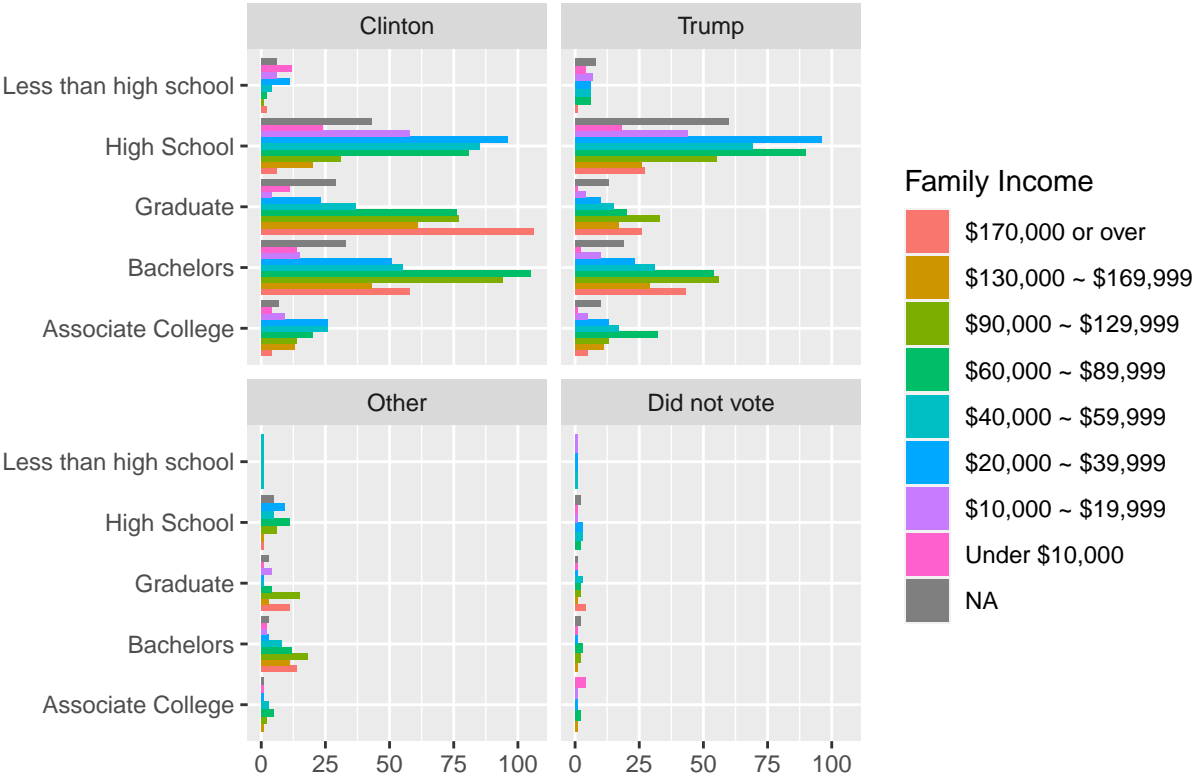 Clinton
Trump
Less than high school
High School
Graduate
Bachelors
Associate College
Other
Did not vote
Less than high school
High School
Graduate
Bachelors
Associate College
0 25 50 75 100
0 25 50 75 100
Family Income
$170,000 or over
$130,000 ~ $169,999
$90,000 ~ $129,999
$60,000 ~ $89,999
$40,000 ~ $59,999
$20,000 ~ $39,999
$10,000 ~ $19,999
Under $10,000
NA